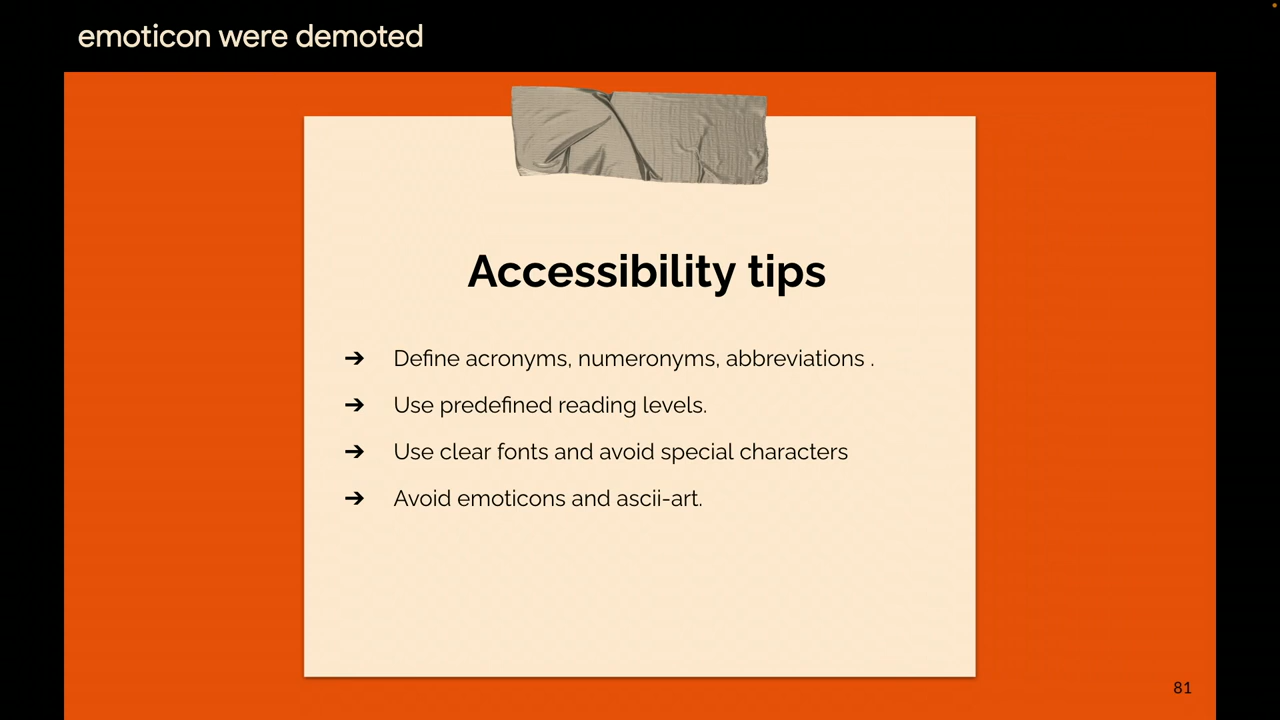 emoticon were demoted
Accessibility tips
➔ Define acronyms, numeronyms, abbreviations .
➔ Use predefined reading levels.
➔ Use clear fonts and avoid special characters
➔ Avoid emoticons and ascii-art.
81